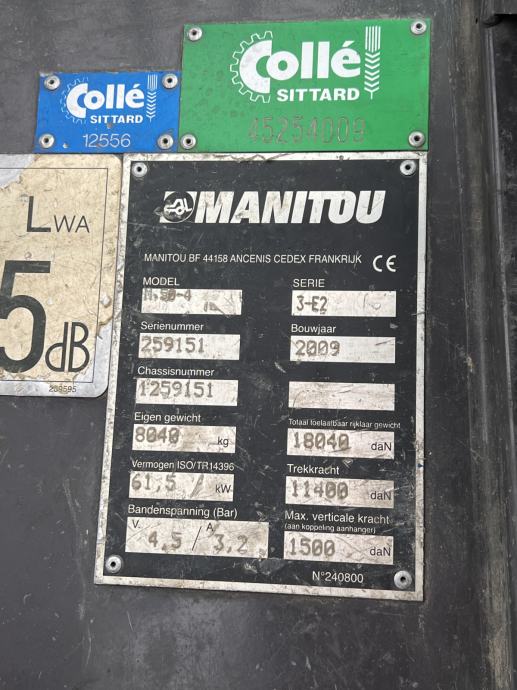 Collé
SITTARD
12556
Collé
SITTARD
45254009
LWA
5dB
259595
MANITOU
MANITOU BF 44158 ANCENIS CEDEX FRANKRIJK CE
MODEL SERIE
M.50-4 3-E2
Serienummer Bouwjaar
259151 2009
Chassisnummer
1259151
Eigen gewicht Totaal toelaatbaar rijklaar gewicht
8040 kg 18040 daN
Vermogen ISO/TR14396 Trekkracht
61,5 kW 11400 daN
Bandenspanning (Bar) Max. verticale kracht
(aan koppeling aanhanger)
V. A.
4,5 / 3,2 1500 daN
N°240800